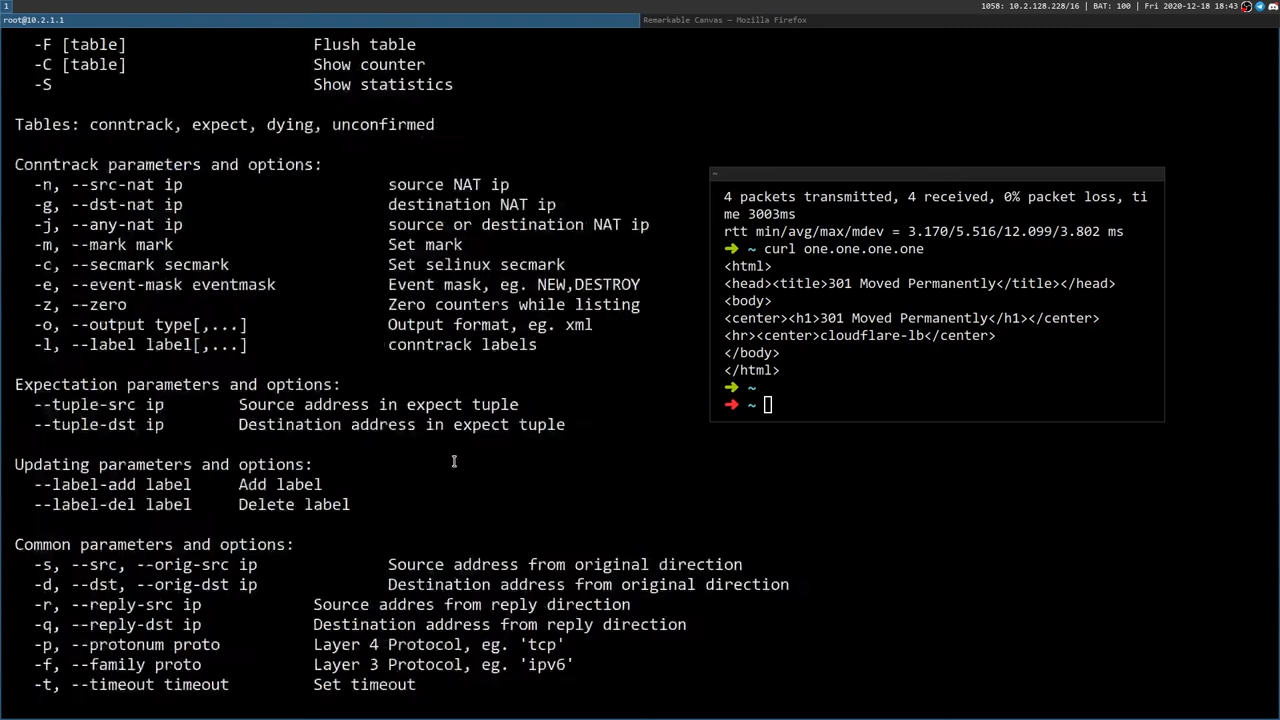 1
1058: 10.2.128.228/16 | BAT: 100 | Fri 2020-12-18 18:43
root@10.2.1.1
Remarkable Canvas — Mozilla Firefox
-F [table] Flush table
-C [table] Show counter
-S Show statistics
Tables: conntrack, expect, dying, unconfirmed
Conntrack parameters and options:
-n, --src-nat ip source NAT ip
-g, --dst-nat ip destination NAT ip
-j, --any-nat ip source or destination NAT ip
-m, --mark mark Set mark
-c, --secmark secmark Set selinux secmark
-e, --event-mask eventmask Event mask, eg. NEW,DESTROY
-z, --zero Zero counters while listing
-o, --output type[,...] Output format, eg. xml
-l, --label label[,...] conntrack labels
Expectation parameters and options:
--tuple-src ip Source address in expect tuple
--tuple-dst ip Destination address in expect tuple
Updating parameters and options:
--label-add label Add label
--label-del label Delete label
Common parameters and options:
-s, --src, --orig-src ip Source address from original direction
-d, --dst, --orig-dst ip Destination address from original direction
-r, --reply-src ip Source addres from reply direction
-q, --reply-dst ip Destination address from reply direction
-p, --protonum proto Layer 4 Protocol, eg. 'tcp'
-f, --family proto Layer 3 Protocol, eg. 'ipv6'
-t, --timeout timeout Set timeout
~
4 packets transmitted, 4 received, 0% packet loss, ti
me 3003ms
rtt min/avg/max/mdev = 3.170/5.516/12.099/3.802 ms
➜ ~ curl one.one.one.one
<html>
<head><title>301 Moved Permanently</title></head>
<body>
<center><h1>301 Moved Permanently</h1></center>
<hr><center>cloudflare-lb</center>
</body>
</html>
➜ ~
➜ ~